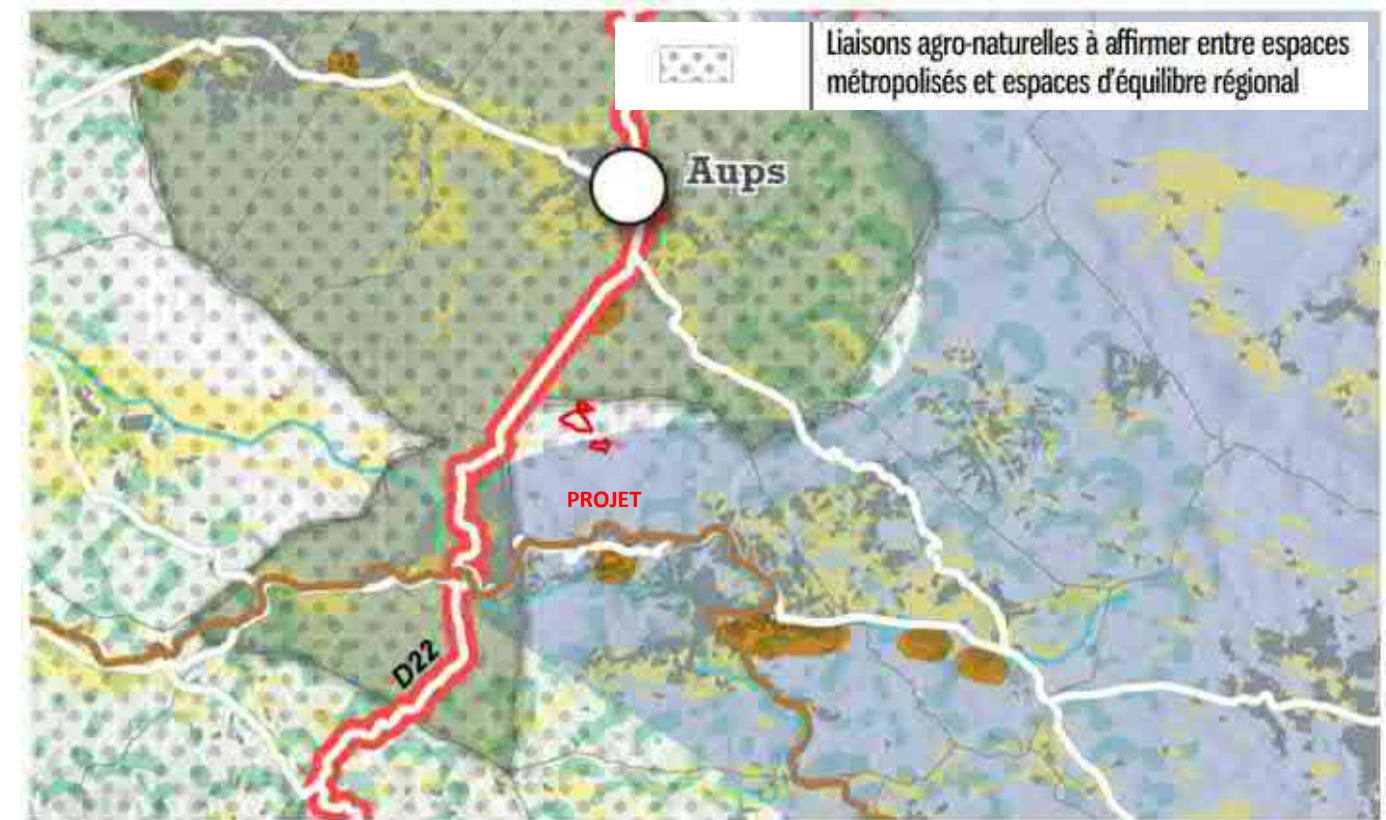 Liaisons agro-naturelles à affirmer entre espaces
métropolisés et espaces d'équilibre régional
Aups
PROJET
D22